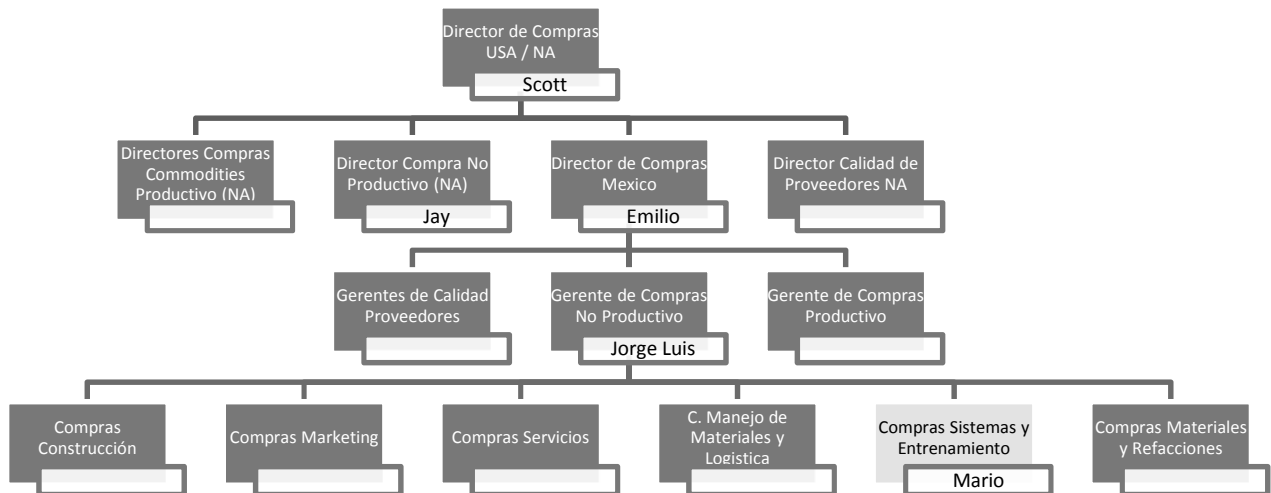 Director de Compras
USA / NA
Scott
Directores Compras
Commodities
Productivo (NA)
Director Compra No
Productivo (NA)
Jay
Director de Compras
Mexico
Emilio
Director Calidad de
Proveedores NA
Gerentes de Calidad
Proveedores
Gerente de Compras
No Productivo
Jorge Luis
Gerente de Compras
Productivo
Compras
Construcción
Compras Marketing
Compras Servicios
C. Manejo de
Materiales y
Logistica
Compras Sistemas y
Entrenamiento
Mario
Compras Materiales
y Refacciones